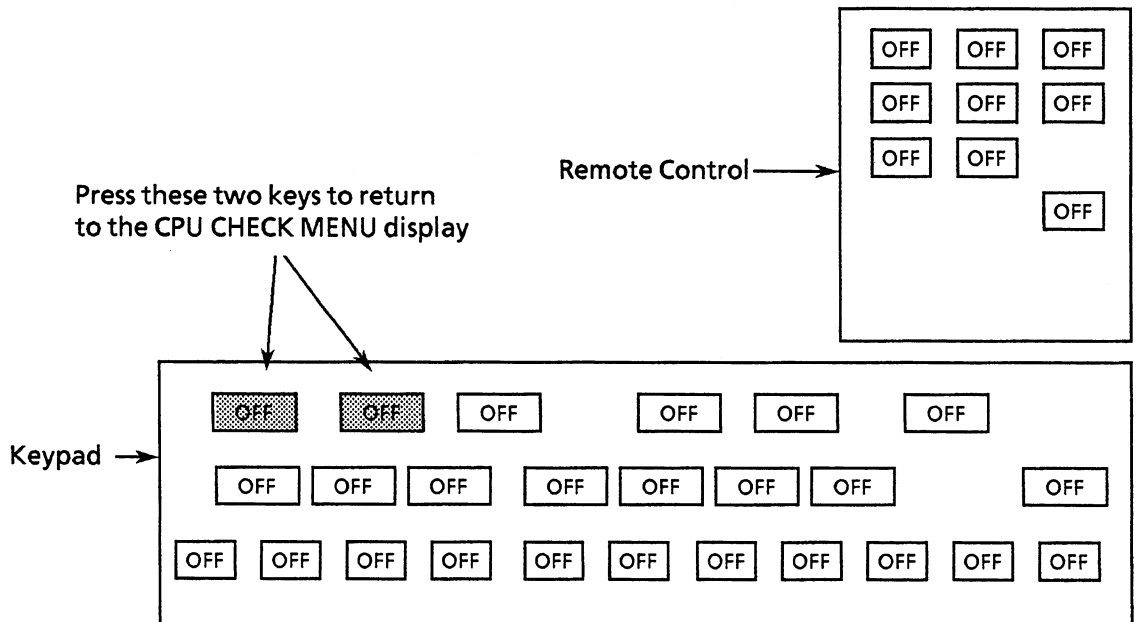 OFF OFF OFF
OFF OFF OFF
Remote Control
OFF OFF
OFF
Press these two keys to return
to the CPU CHECK MENU display
Keypad
OFF OFF OFF OFF OFF OFF
OFF OFF OFF OFF OFF OFF OFF OFF
OFF OFF OFF OFF OFF OFF OFF OFF OFF OFF OFF